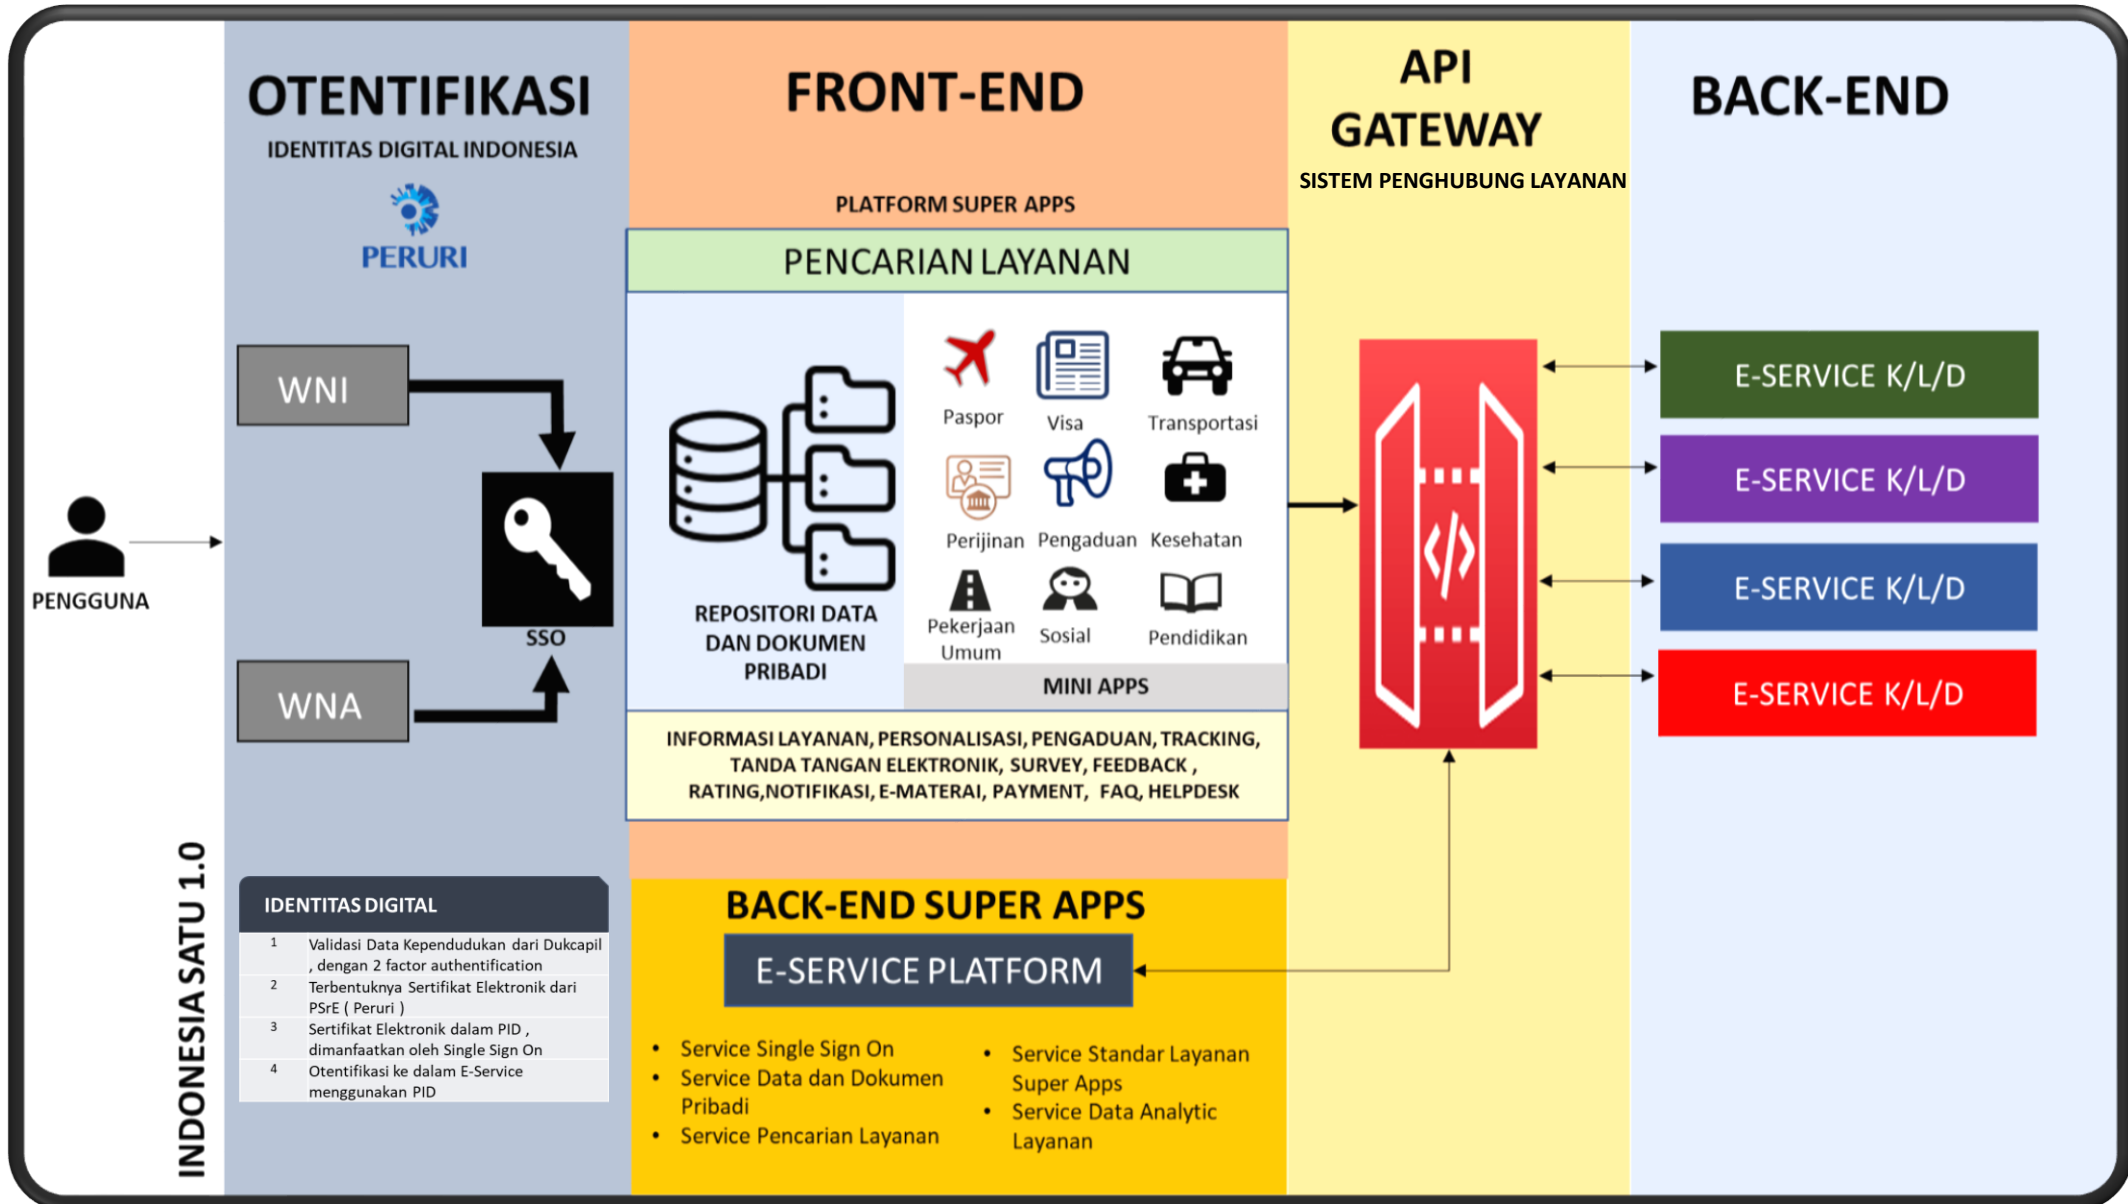 OTENTIFIKASI
IDENTITAS DIGITAL INDONESIA
PERURI
WNI
SSO
WNA
PENGGUNA
INDONESIA SATU 1.0
IDENTITAS DIGITAL
1 Validasi Data Kependudukan dari Dukcapil
, dengan 2 factor authentification
2 Terbentuknya Sertifikat Elektronik dari
PSrE ( Peruri )
3 Sertifikat Elektronik dalam PID ,
dimanfaatkan oleh Single Sign On
4 Otentifikasi ke dalam E-Service
menggunakan PID
FRONT-END
PLATFORM SUPER APPS
PENCARIAN LAYANAN
REPOSITORI DATA
DAN DOKUMEN
PRIBADI
Paspor
Visa
Transportasi
Perijinan
Pengaduan
Kesehatan
Pekerjaan
Umum
Sosial
Pendidikan
MINI APPS
INFORMASI LAYANAN, PERSONALISASI, PENGADUAN, TRACKING,
TANDA TANGAN ELEKTRONIK, SURVEY, FEEDBACK ,
RATING,NOTIFIKASI, E-MATERAI, PAYMENT, FAQ, HELPDESK
BACK-END SUPER APPS
E-SERVICE PLATFORM
• Service Single Sign On
• Service Data dan Dokumen
Pribadi
• Service Pencarian Layanan
• Service Standar Layanan
Super Apps
• Service Data Analytic
Layanan
API
GATEWAY
SISTEM PENGHUBUNG LAYANAN
</>
BACK-END
E-SERVICE K/L/D
E-SERVICE K/L/D
E-SERVICE K/L/D
E-SERVICE K/L/D